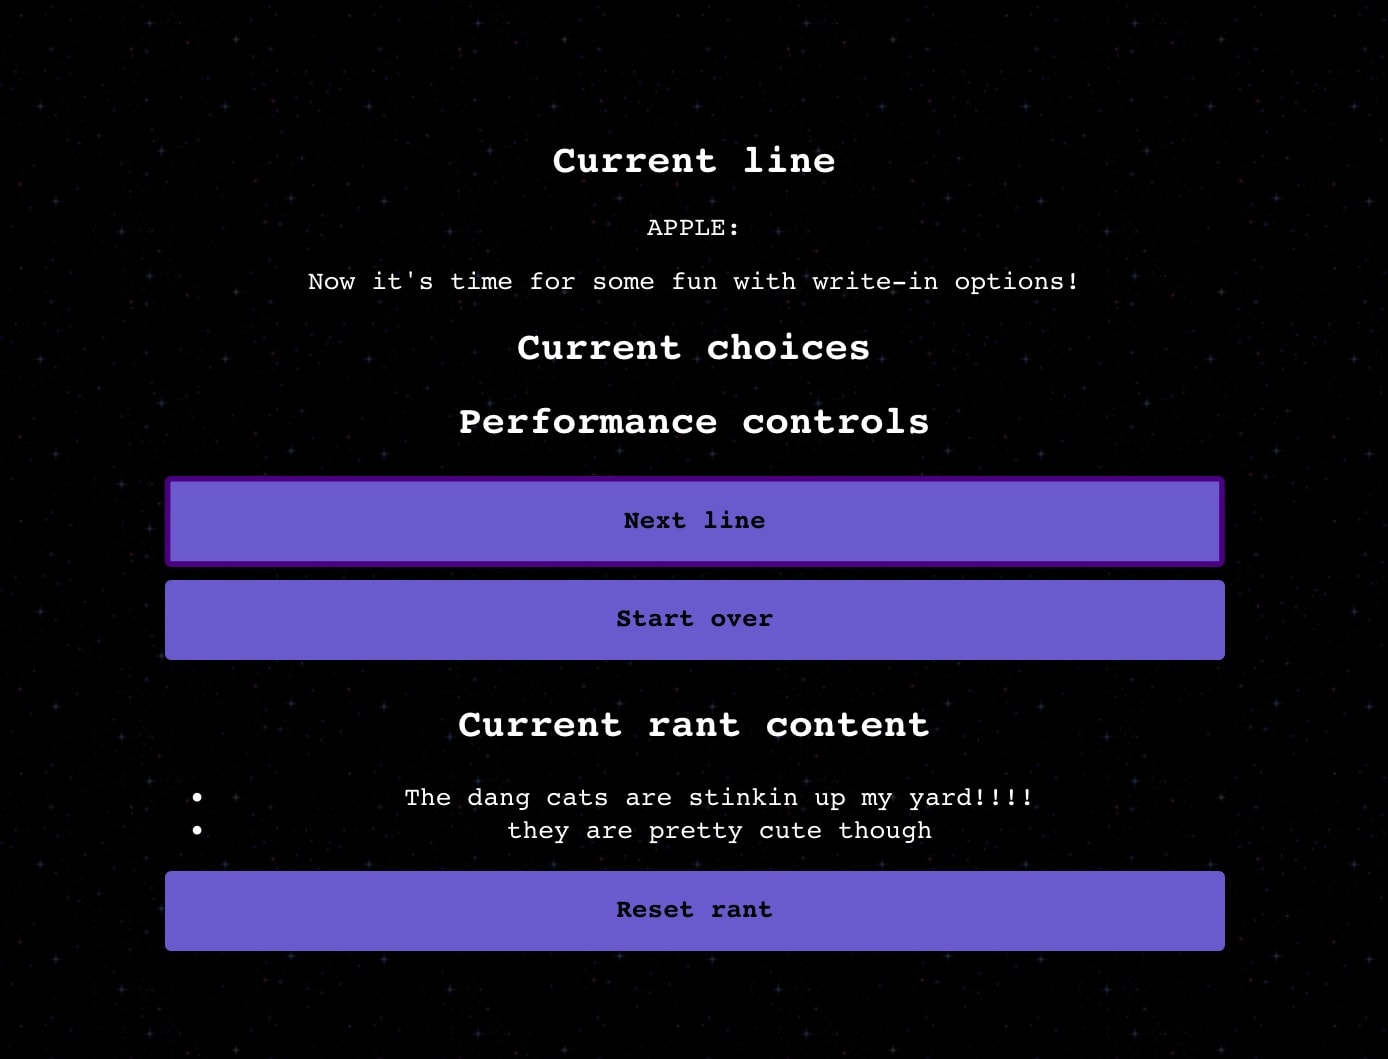 Current line
APPLE:
Now it's time for some fun with write-in options!
Current choices
Performance controls
Next line
Start over
Current rant content
• The dang cats are stinkin up my yard!!!!
• they are pretty cute though
Reset rant